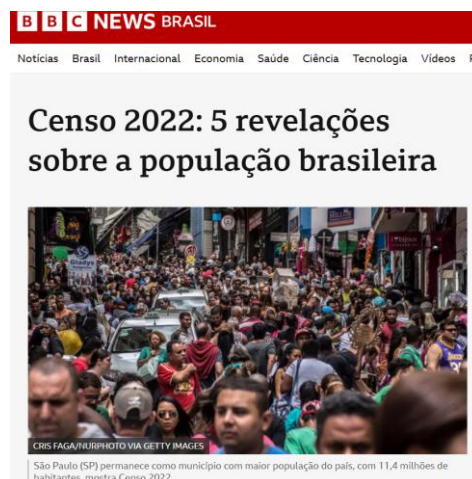 BBC NEWS BRASIL
Notícias Brasil Internacional Economia Saúde Ciência Tecnologia Vídeos
Censo 2022: 5 revelações
sobre a população brasileira
Gladys
CRIS FAGA/NURPHOTO VIA GETTY IMAGES
São Paulo (SP) permanece como município com maior população do país, com 11,4 milhões de
habitantes, mostra Censo 2022